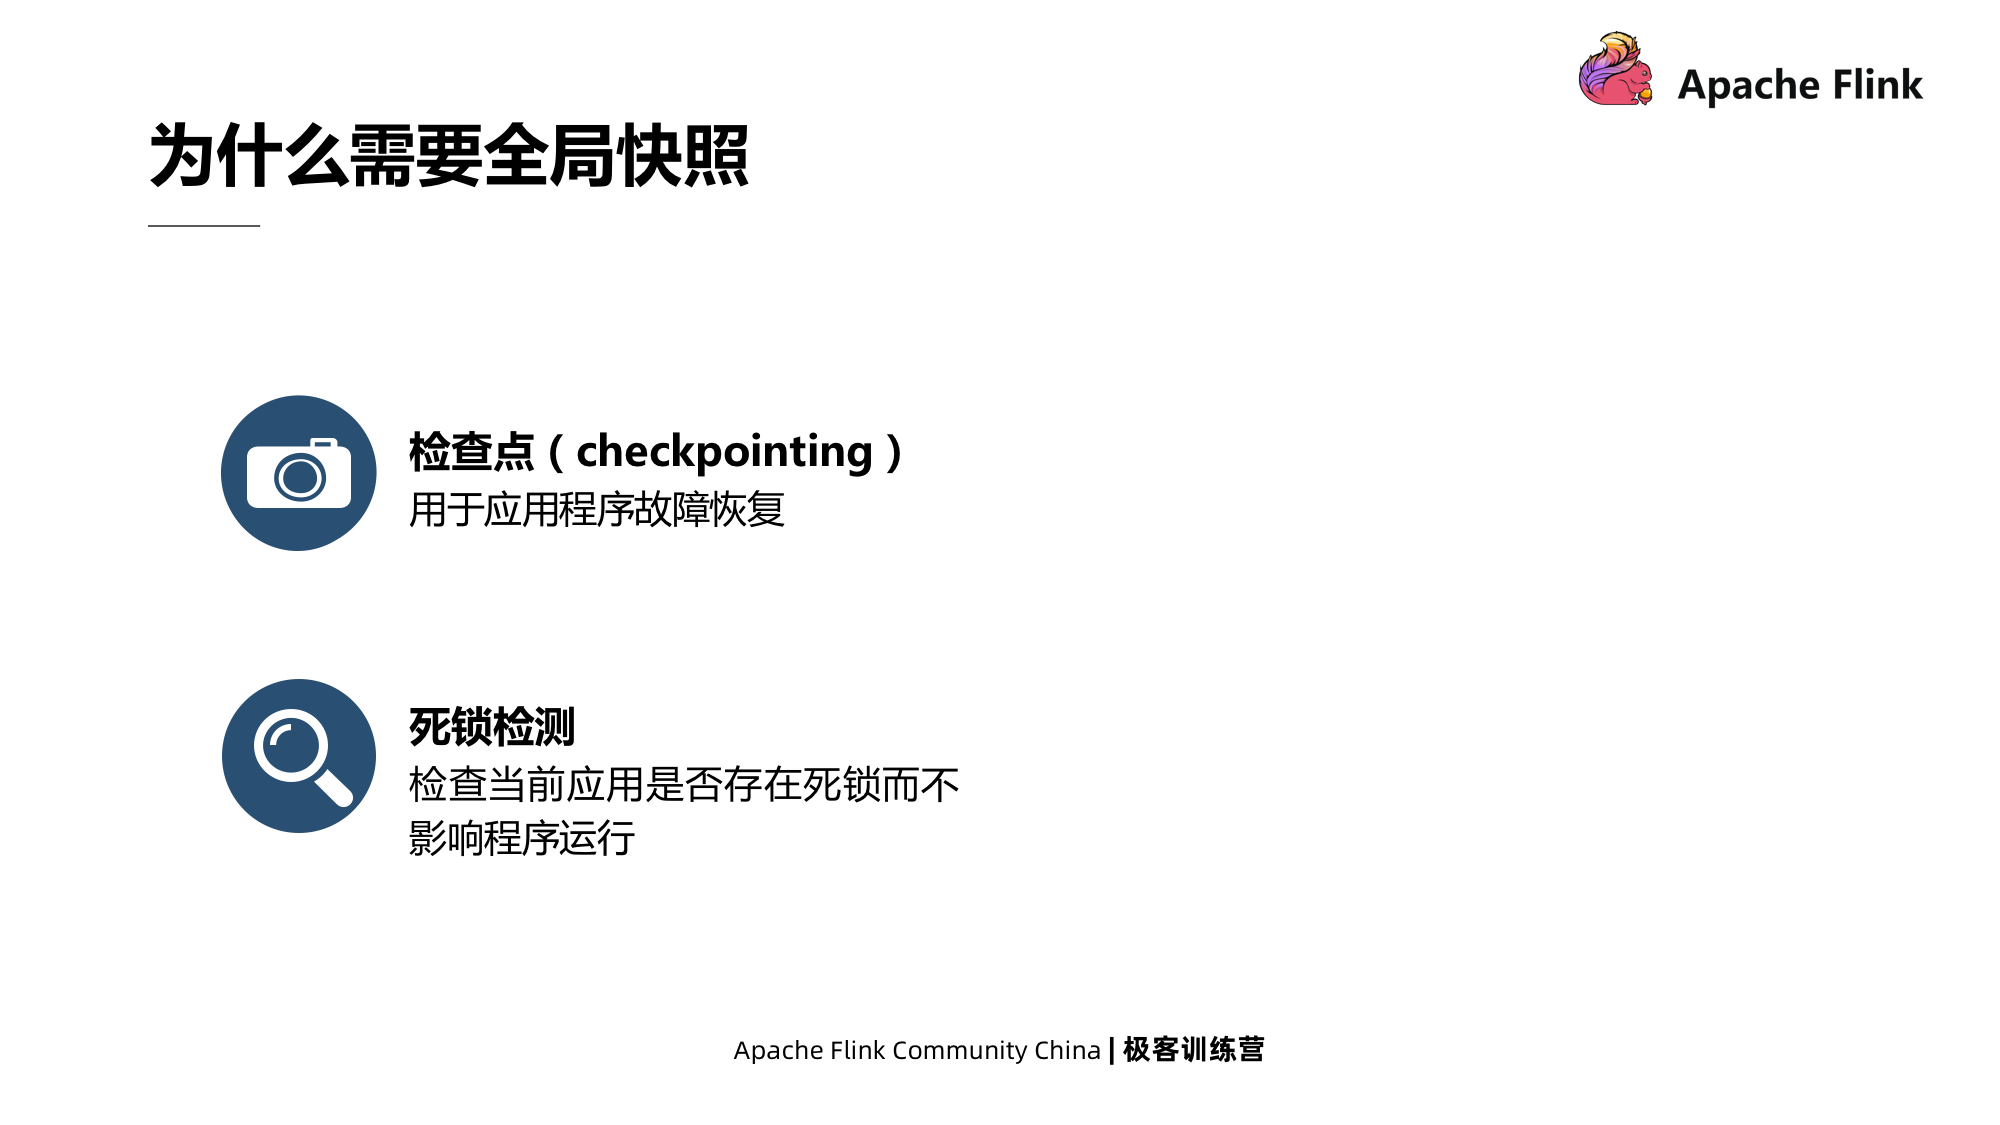 Apache Flink
为什么需要全局快照
检查点（checkpointing）
用于应用程序故障恢复
死锁检测
检查当前应用是否存在死锁而不
影响程序运行
Apache Flink Community China | 极客训练营